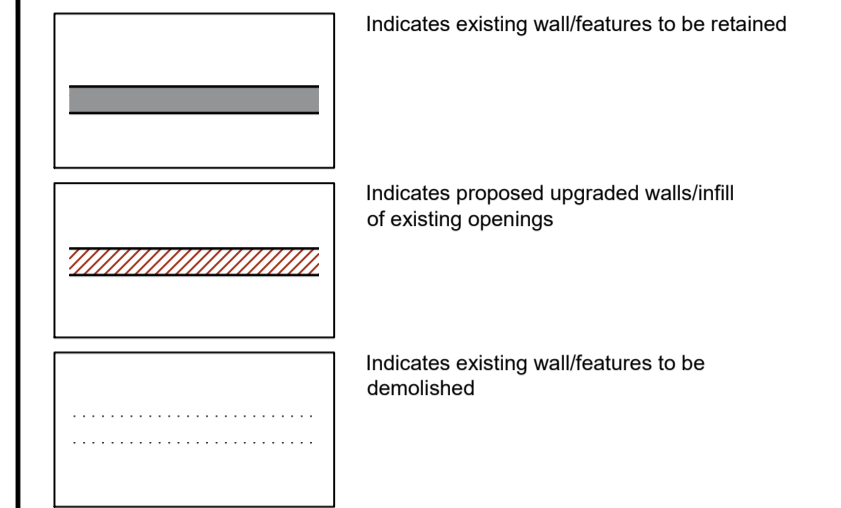 Indicates existing wall/features to be retained
Indicates proposed upgraded walls/infill
of existing openings
Indicates existing wall/features to be
demolished